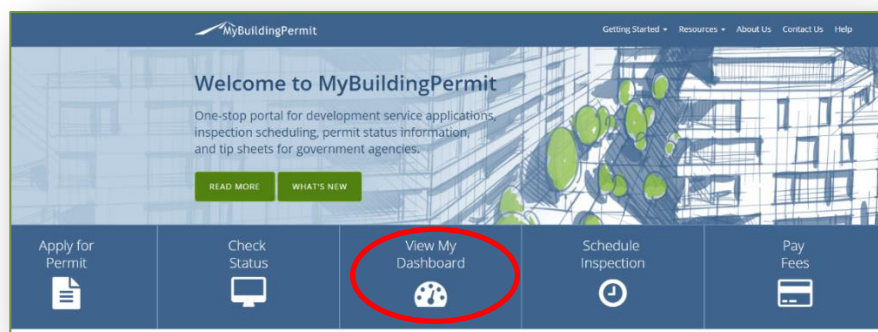 MyBuildingPermit
Getting Started Resources About Us Contact Us Help
Welcome to MyBuildingPermit
One-stop portal for development service applications,
inspection scheduling, permit status information,
and tip sheets for government agencies.
READ MORE WHAT'S NEW
Apply for
Permit
Check
Status
View My
Dashboard
Schedule
Inspection
Pay
Fees